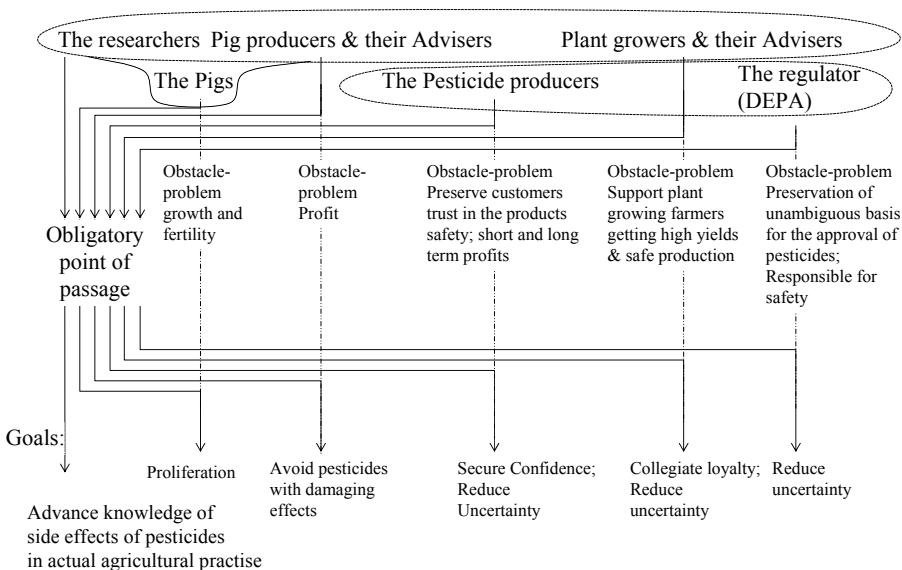 The researchers Pig producers & their Advisers Plant growers & their Advisers
The Pigs
The Pesticide producers
The regulator
(DEPA)
Obstacle-
problem
growth and
fertility
Obstacle-
problem
Profit
Obstacle-problem
Preserve customers
trust in the products
safety; short and long
term profits
Obstacle-problem
Support plant
growing farmers
getting high yields
& safe production
Obstacle-problem
Preservation of
unambiguous basis
for the approval of
pesticides;
Responsible for
safety
Obligatory
point of
passage
Goals:
Advance knowledge of
side effects of pesticides
in actual agricultural practise
Proliferation
Avoid pesticides
with damaging
effects
Secure Confidence;
Reduce
Uncertainty
Collegiate loyalty;
Reduce
uncertainty
Reduce
uncertainty